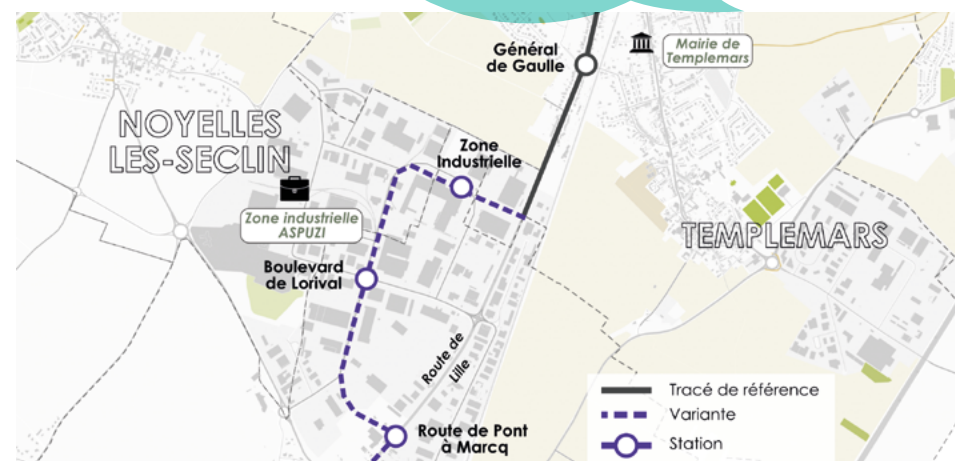 Général
de Gaulle
Mairie de
Templemars
NOYELLES
LES-SECLIN
Zone
Industrielle
Zone industrielle
ASPUZI
TEMPLEMARS
Boulevard
de Lorival
Route de
Lille
Route de Pont
à Marcq
Tracé de référence
Variante
Station